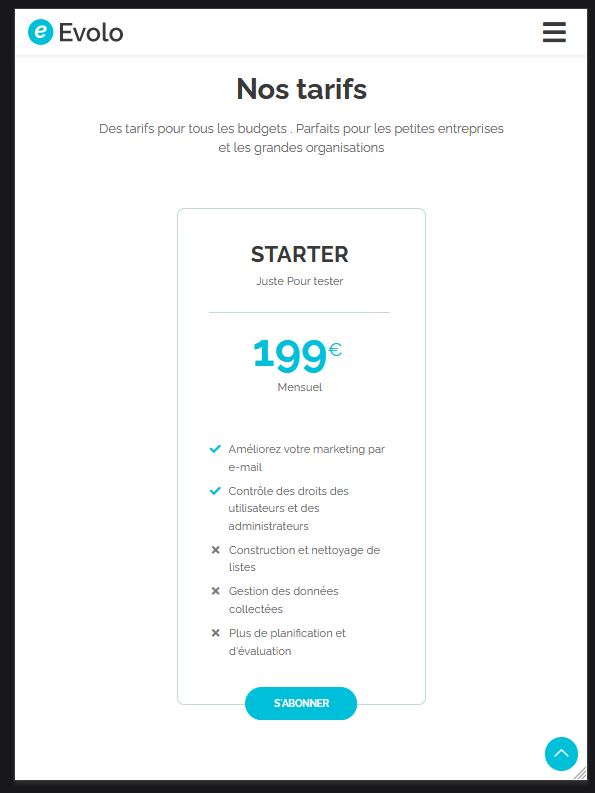 e Evolo
Nos tarifs
Des tarifs pour tous les budgets . Parfaits pour les petites entreprises
et les grandes organisations
STARTER
Juste Pour tester
199€
Mensuel
Améliorez votre marketing par
e-mail
Contrôle des droits des
utilisateurs et des
administrateurs
Construction et nettoyage de
listes
Gestion des données
collectées
Plus de planification et
d'évaluation
S'ABONNER